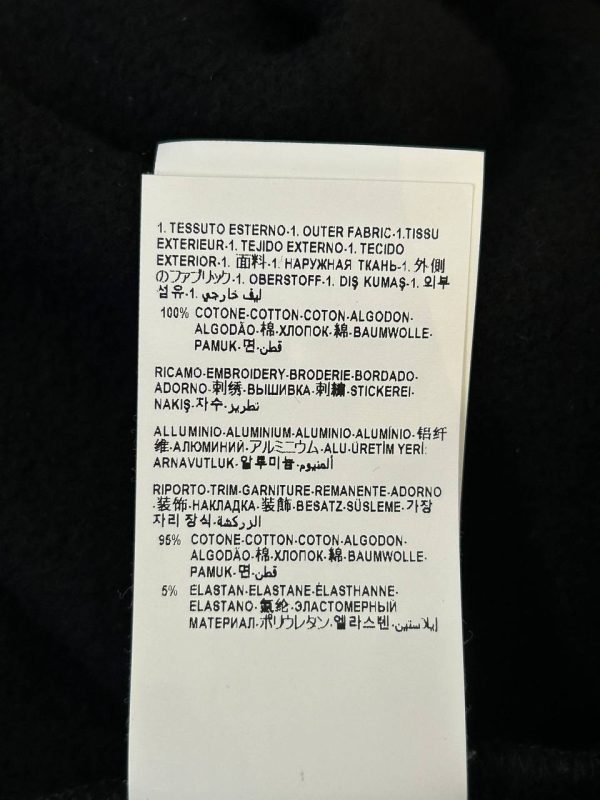 1. TESSUTO ESTERNO-1. OUTER FABRIC-1.TISSU
EXTERIEUR-1. TEJIDO EXTERNO-1. TECIDO
EXTERIOR-1. 面料-1. НАРУЖНАЯ ТКАНЬ-1. 外側
のファブリック-1. OBERSTOFF-1. DIŞ KUMAŞ-1. 외부
섬유-1. ليف خارجي
100% COTONE-COTTON-COTON-ALGODON-
ALGODÃO-棉-ХЛОПОК-綿-BAUMWOLLE-
PAMUK-면-قطن
RICAMO-EMBROIDERY-BRODERIE-BORDADO-
ADORNO-刺绣-ВЫШИВКА-刺繍-STICKEREI-
NAKIŞ-자수-تطريز
ALLUMINIO-ALUMINIUM-ALUMINIO-ALUMÍNIO-铝纤
维-АЛЮМИНИЙ-アルミニウム-ALU-ÜRETİM YERİ:
ARNAVUTLUK-알루미늄-ألمنيوم
RIPORTO-TRIM-GARNITURE-REMANENTE-ADORNO
-装饰-НАКЛАДКА-装飾-BESATZ-SÜSLEME-가장
자리 장식-الزركشة
95% COTONE-COTTON-COTON-ALGODON-
ALGODÃO-棉-ХЛОПОК-綿-BAUMWOLLE-
PAMUK-면-قطن
5% ELASTAN-ELASTANE-ÉLASTHANNE-
ELASTANO-氨纶-ЭЛАСТОМЕРНЫЙ
МАТЕРИАЛ-ポリウレタン-엘라스텐-إيلاستين